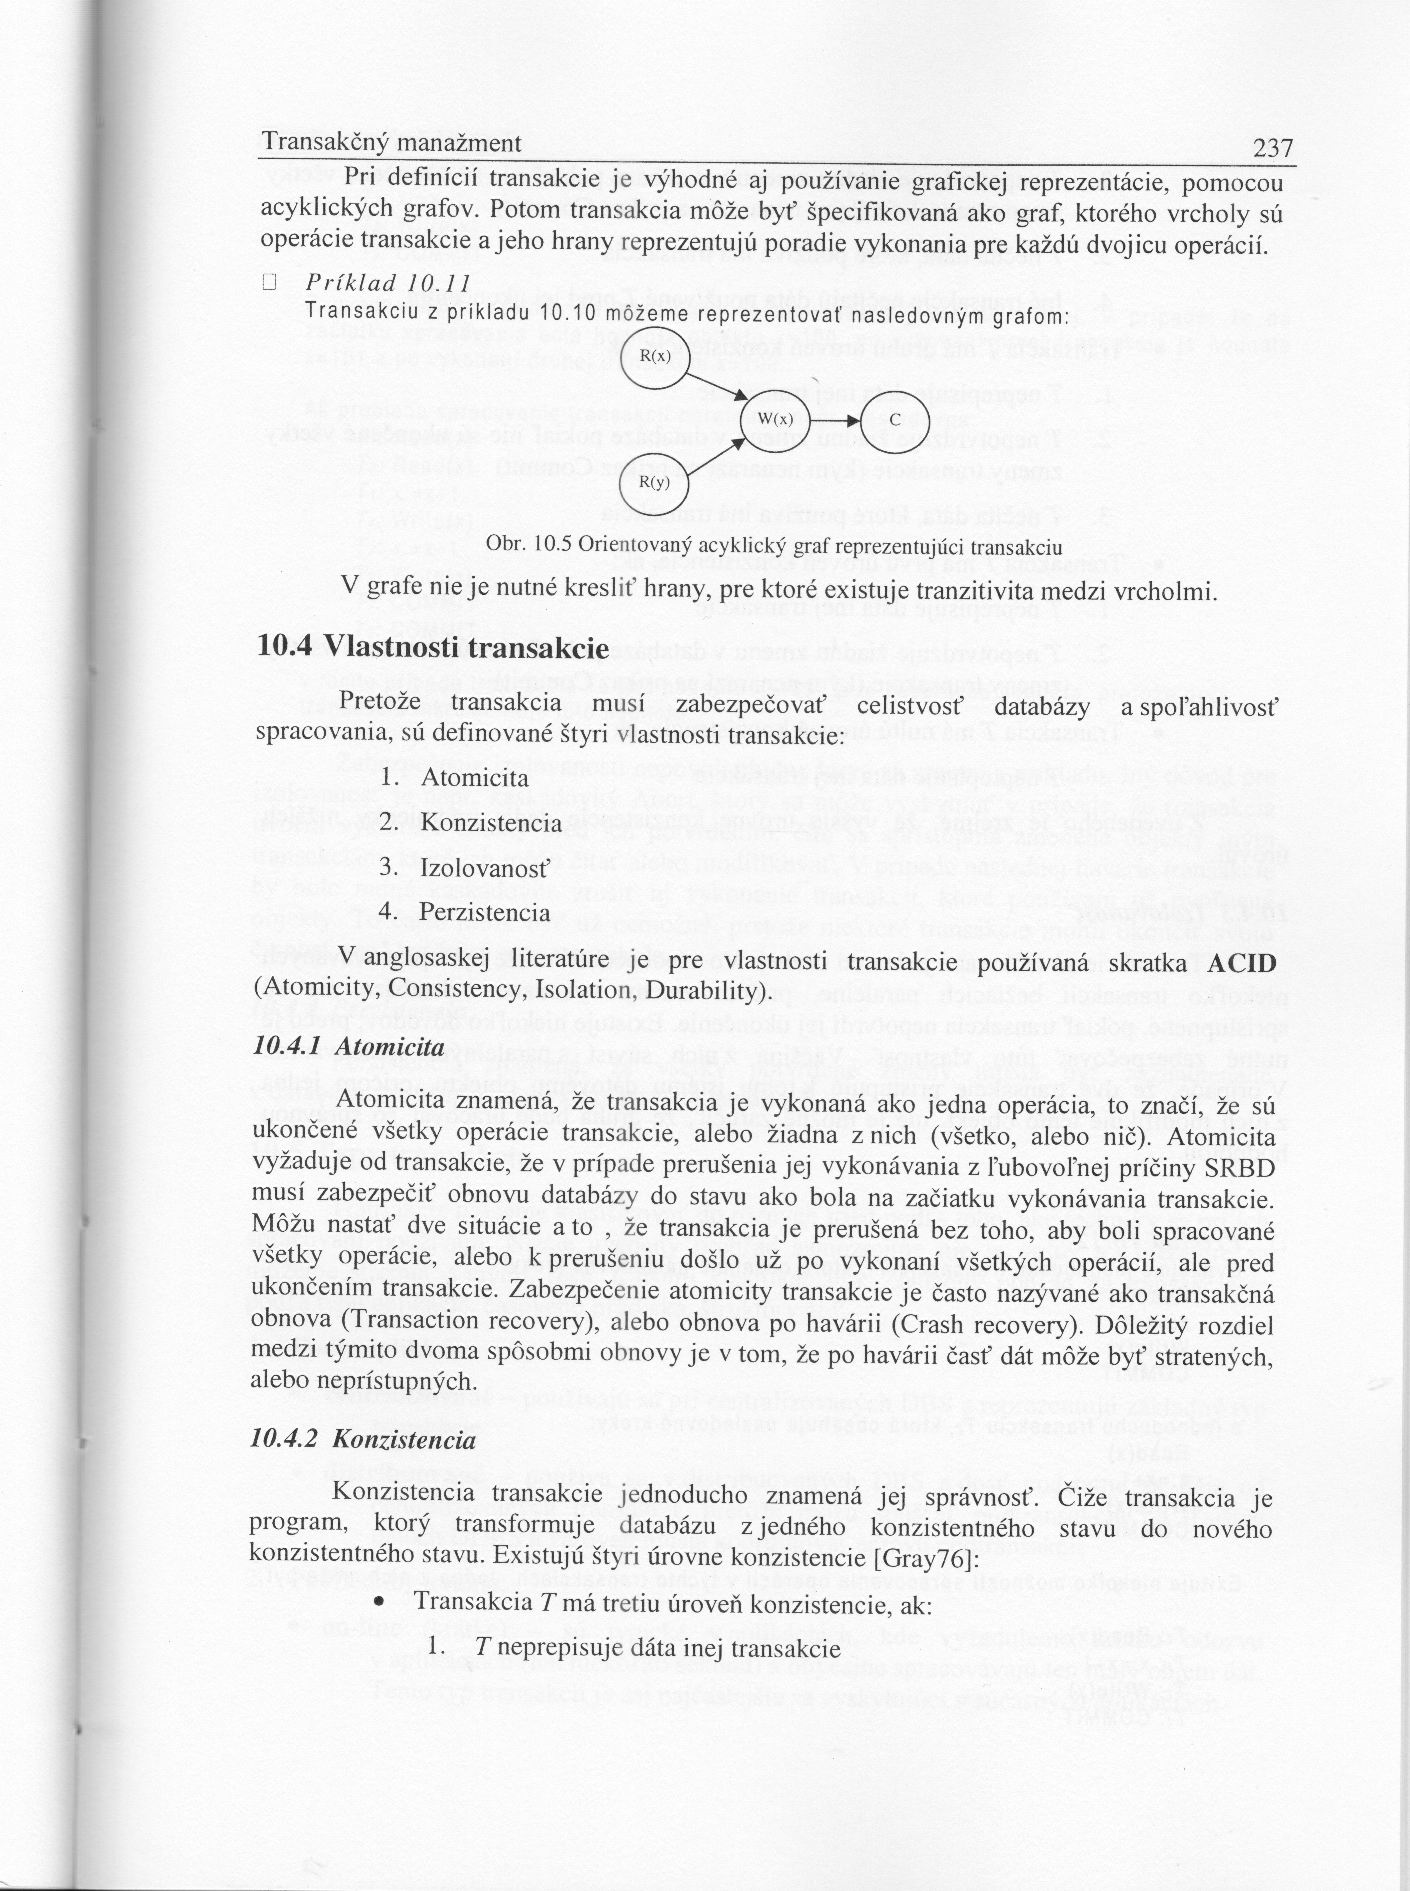 Transakčný manažment 237
Pri definícií transakcie je výhodné aj používanie grafickej reprezentácie, pomocou
acyklických grafov. Potom transakcia môže byť špecifikovaná ako graf, ktorého vrcholy sú
operácie transakcie a jeho hrany reprezentujú poradie vykonania pre každú dvojicu operácií.
□ Príklad 10.11
Transakciu z príkladu 10.10 môžeme reprezentovať nasledovným grafom:
R(x)
W(x) C
R(y)
Obr. 10.5 Orientovaný acyklický graf reprezentujúci transakciu
V grafe nie je nutné kresliť hrany, pre ktoré existuje tranzitivita medzi vrcholmi.
10.4 Vlastnosti transakcie
Pretože transakcia musí zabezpečovať celistvosť databázy a spoľahlivosť
spracovania, sú definované štyri vlastnosti transakcie:
1. Atomicita
2. Konzistencia
3. Izolovanosť
4. Perzistencia
V anglosaskej literatúre je pre vlastnosti transakcie používaná skratka ACID
(Atomicity, Consistency, Isolation, Durability).
10.4.1 Atomicita
Atomicita znamená, že transakcia je vykonaná ako jedna operácia, to značí, že sú
ukončené všetky operácie transakcie, alebo žiadna z nich (všetko, alebo nič). Atomicita
vyžaduje od transakcie, že v prípade prerušenia jej vykonávania z ľubovoľnej príčiny SRBD
musí zabezpečiť obnovu databázy do stavu ako bola na začiatku vykonávania transakcie.
Môžu nastať dve situácie a to , že transakcia je prerušená bez toho, aby boli spracované
všetky operácie, alebo k prerušeniu došlo už po vykonaní všetkých operácií, ale pred
ukončením transakcie. Zabezpečenie atomicity transakcie je často nazývané ako transakčná
obnova (Transaction recovery), alebo obnova po havárii (Crash recovery). Dôležitý rozdiel
medzi týmito dvoma spôsobmi obnovy je v tom, že po havárii časť dát môže byť stratených,
alebo neprístupných.
10.4.2 Konzistencia
Konzistencia transakcie jednoducho znamená jej správnosť. Čiže transakcia je
program, ktorý transformuje databázu z jedného konzistentného stavu do nového
konzistentného stavu. Existujú štyri úrovne konzistencie [Gray76]:
• Transakcia T má tretiu úroveň konzistencie, ak:
1. T neprepisuje dáta inej transakcie